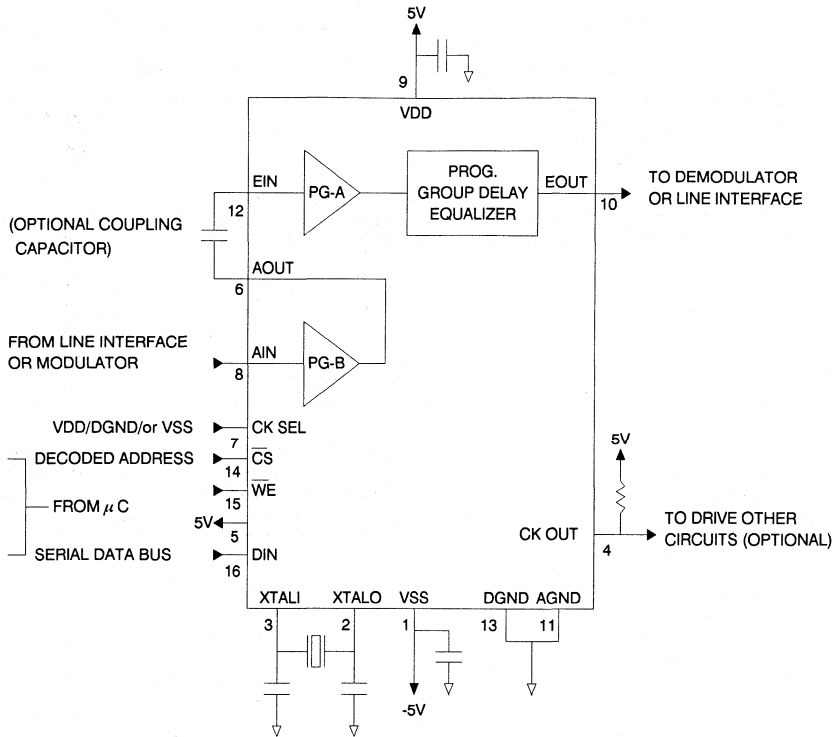 5V
9
VDD
EIN
PG-A
PROG.
GROUP DELAY
EQUALIZER
EOUT
10
TO DEMODULATOR
OR LINE INTERFACE
12
(OPTIONAL COUPLING
CAPACITOR)
AOUT
6
FROM LINE INTERFACE
OR MODULATOR
AIN
8
PG-B
VDD/DGND/or VSS
CK SEL
7
DECODED ADDRESS
CS
14
WE
15
FROM μ C
5V
5
SERIAL DATA BUS
DIN
16
5V
CK OUT
4
TO DRIVE OTHER
CIRCUITS (OPTIONAL)
XTALI
XTALO
VSS
DGND
AGND
3
2
1
13
11
-5V